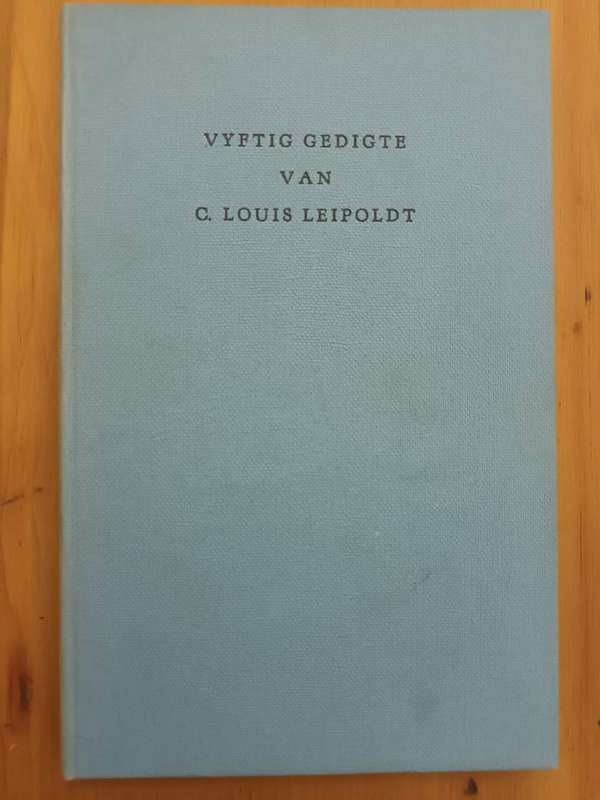 VYFTIG GEDIGTE
VAN
C. LOUIS LEIPOLDT